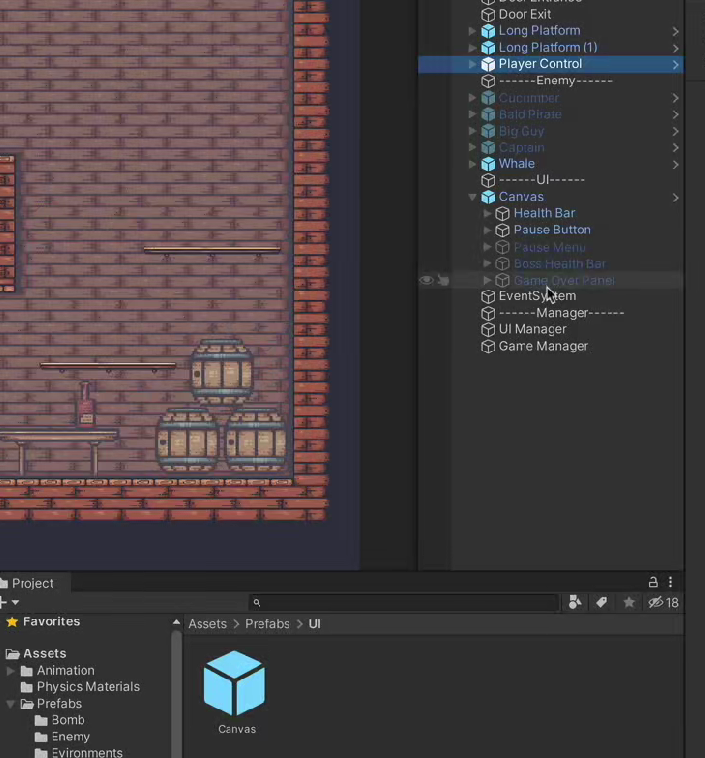 Door Entrance
Door Exit
Long Platform
Long Platform (1)
Player Control
------Enemy------
Cucumber
Bald Pirate
Big Guy
Captain
Whale
------UI------
Canvas
Health Bar
Pause Button
Pause Menu
Boss Health Bar
Game Over Panel
EventSystem
------Manager------
UI Manager
Game Manager
Project
18
Favorites
Assets > Prefabs > UI
Assets
Animation
Physics Materials
Prefabs
Bomb
Enemy
Evironments
Canvas